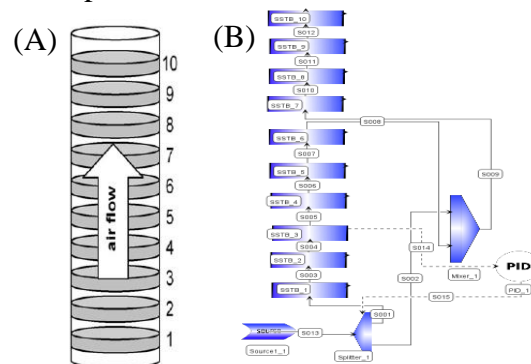 (A)
10
9
8
7
6
5
4
3
2
1
air flow
(B)
SSTB_10
S012
SSTB_9
S011
SSTB_8
S010
SSTB_7
S008
SSTB_6
S007
S009
SSTB_5
S006
SSTB_4
S005
SSTB_3
S014
S004
SSTB_2
S002
Mixer_1
PID
S003
PID_1
SSTB_1
S015
S001
S013
Source1_1
Splitter_1